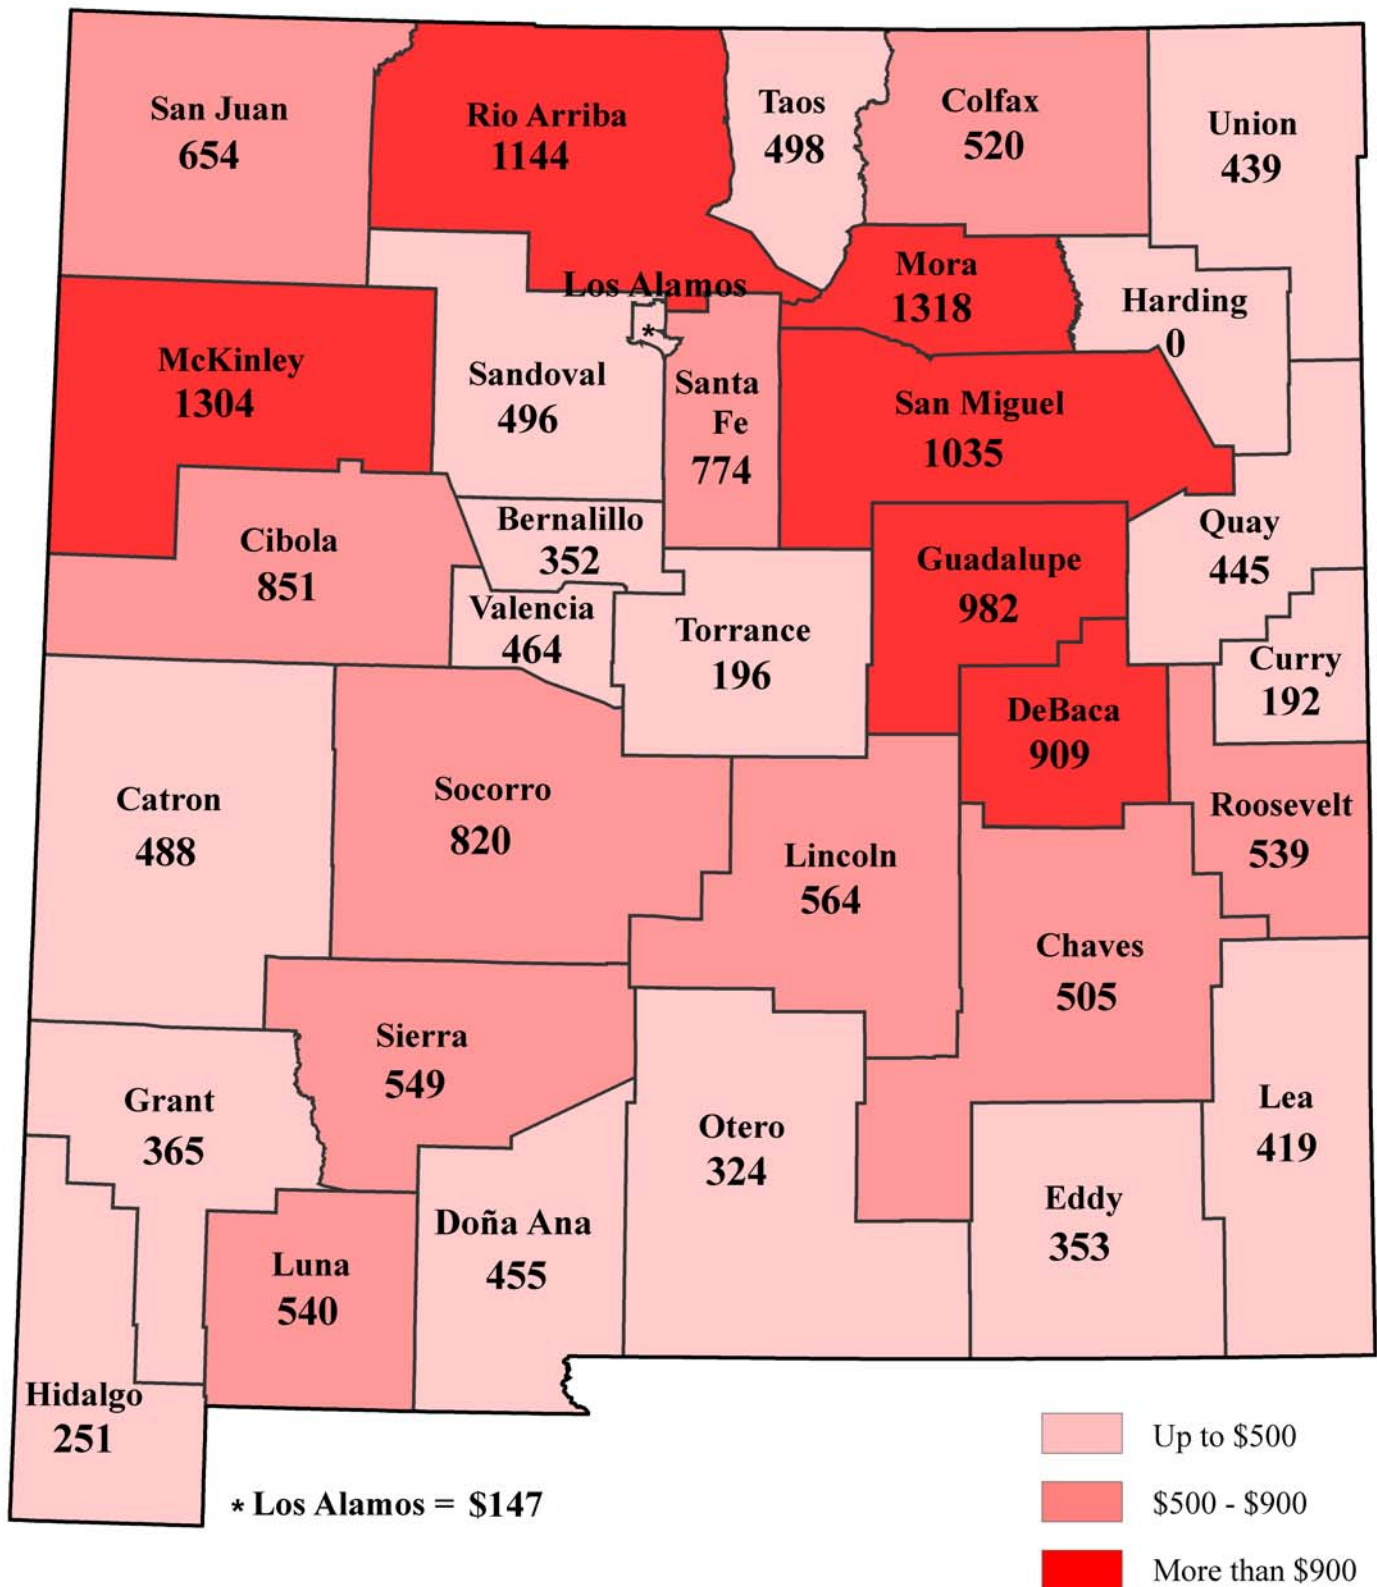 San Juan
654
Rio Arriba
1144
Taos
498
Colfax
520
Union
439
Los Alamos
*
Mora
1318
Harding
0
McKinley
1304
Sandoval
496
Santa
Fe
774
San Miguel
1035
Cibola
851
Bernalillo
352
Quay
445
Guadalupe
982
Valencia
464
Torrance
196
Curry
192
DeBaca
909
Catron
488
Socorro
820
Lincoln
564
Roosevelt
539
Chaves
505
Sierra
549
Grant
365
Otero
324
Lea
419
Eddy
353
Doña Ana
455
Luna
540
Hidalgo
251
* Los Alamos = $147
Up to $500
$500 - $900
More than $900